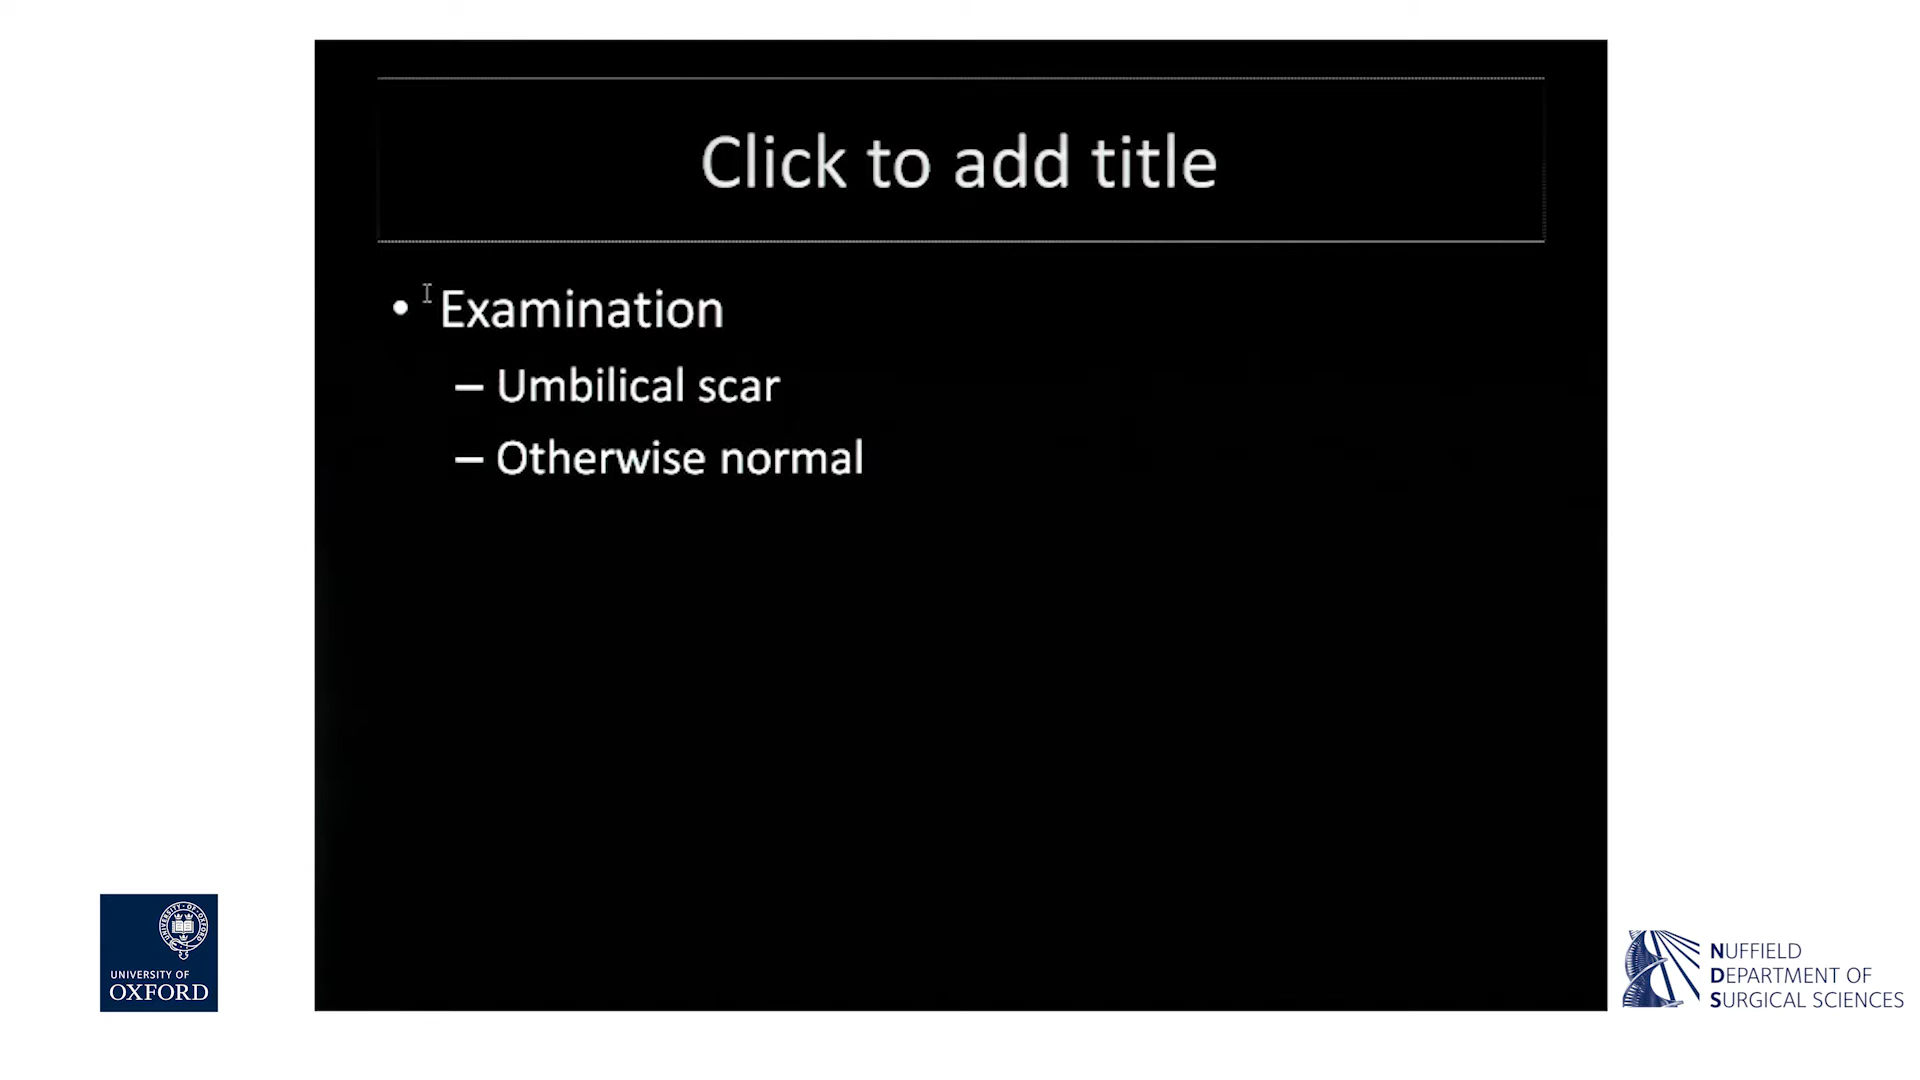 Click to add title
• Examination
– Umbilical scar
– Otherwise normal
UNIVERSITY OF
OXFORD
NUFFIELD
DEPARTMENT OF
SURGICAL SCIENCES